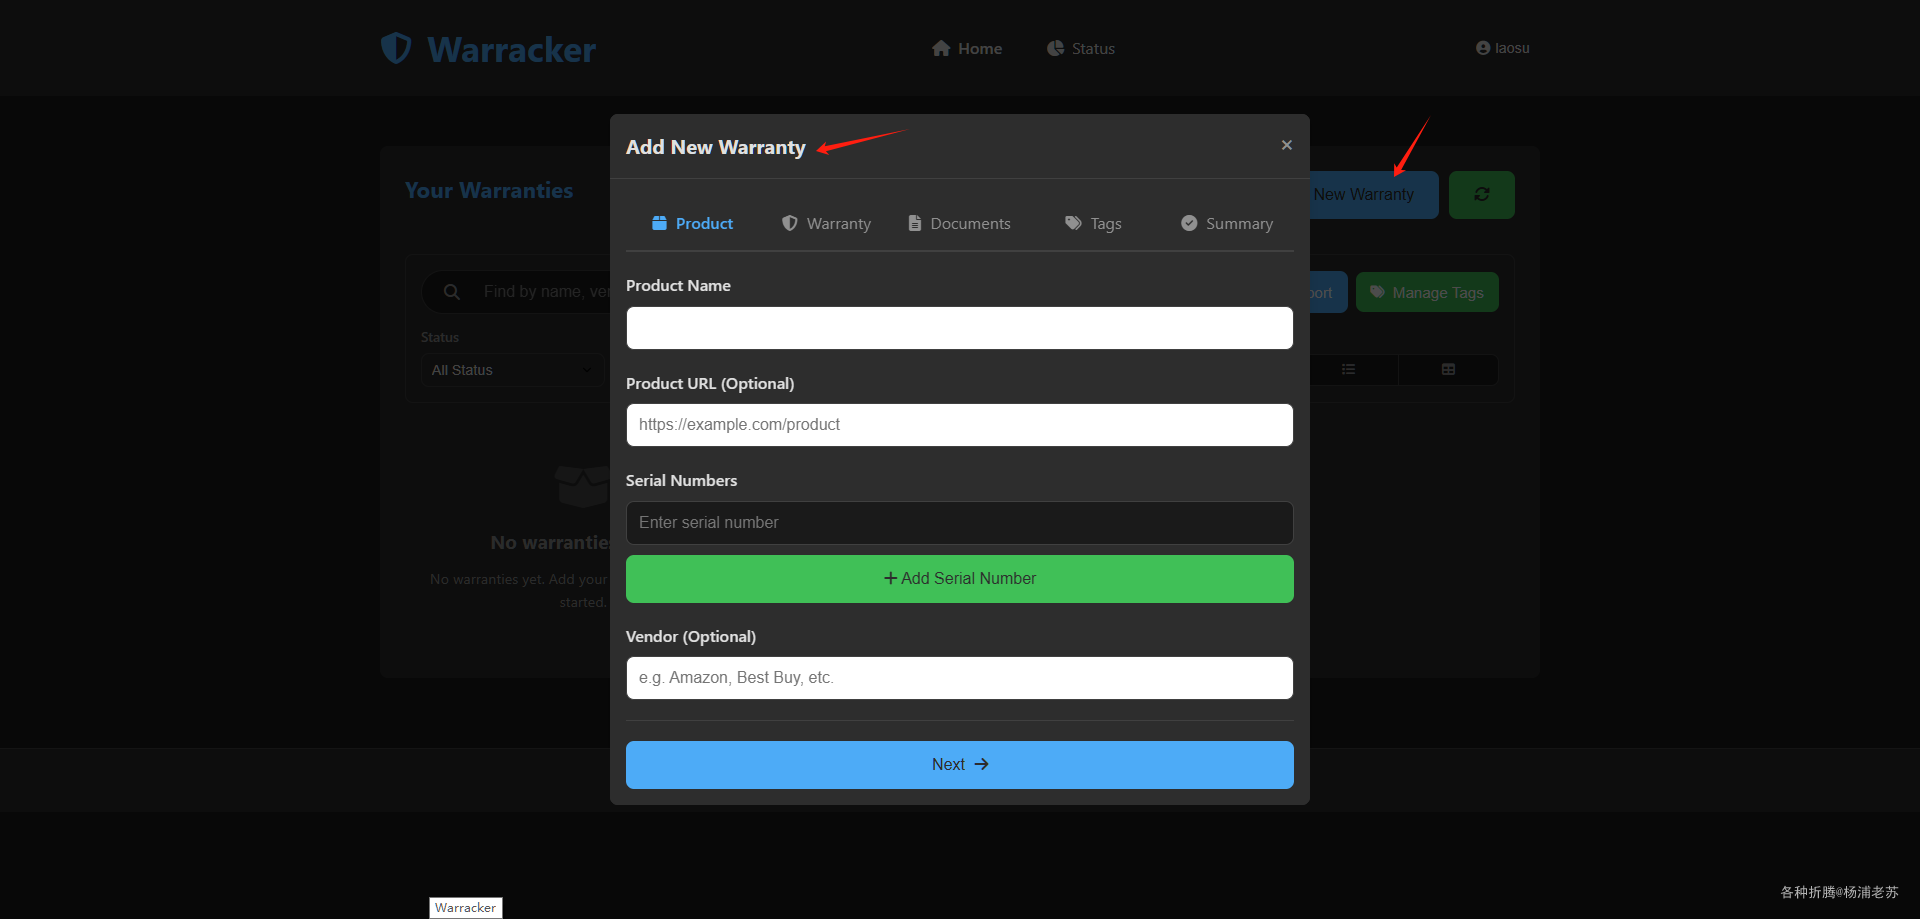 Warracker
Home
Status
laosu
Add New Warranty
×
Your Warranties
New Warranty
Product
Warranty
Documents
Tags
Summary
Product Name
Find by name, ver
port
Manage Tags
Status
All Status
Product URL (Optional)
https://example.com/product
Serial Numbers
Enter serial number
+ Add Serial Number
No warranties
No warranties yet. Add your
started.
Vendor (Optional)
e.g. Amazon, Best Buy, etc.
Next →
各种折腾@杨浦老苏
Warracker